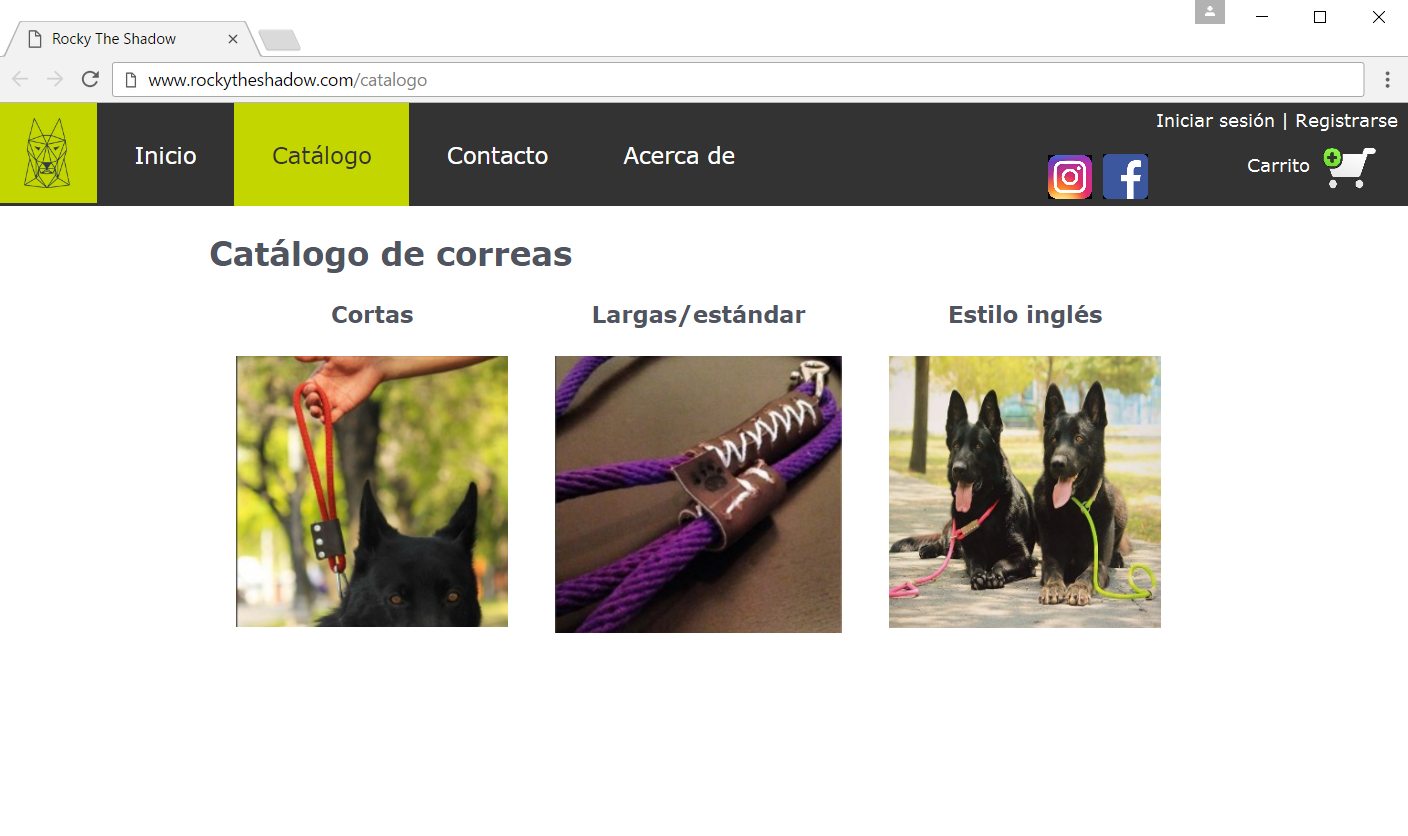 Rocky The Shadow
www.rockytheshadow.com/catalogo
Iniciar sesión | Registrarse
Inicio
Catálogo
Contacto
Acerca de
Carrito
Catálogo de correas
Cortas
Largas/estándar
Estilo inglés